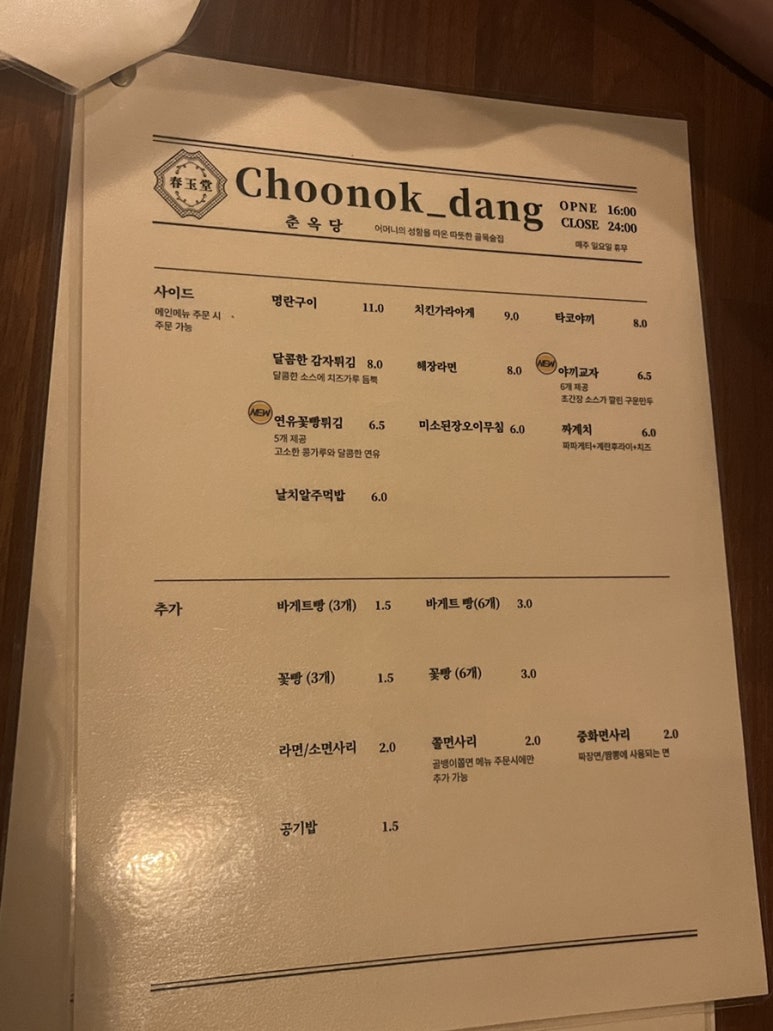 春玉堂
Choonok_dang
춘옥당
어머니의 성함을 따온 따뜻한 골목술집
OPNE 16:00
CLOSE 24:00
매주 일요일 휴무
사이드
메인메뉴 주문 시
주문 가능
명란구이 11.0
치킨가라아게 9.0
타코야끼 8.0
달콤한 감자튀김 8.0
달콤한 소스에 치즈가루 듬뿍
해장라면 8.0
NEW
야끼교자 6.5
6개 제공
초간장 소스가 깔린 구운만두
NEW
연유꽃빵튀김 6.5
5개 제공
고소한 콩가루와 달콤한 연유
미소된장오이무침 6.0
짜계치 6.0
짜파게티+계란후라이+치즈
날치알주먹밥 6.0
추가
바게트빵 (3개) 1.5
바게트 빵(6개) 3.0
꽃빵 (3개) 1.5
꽃빵 (6개) 3.0
라면/소면사리 2.0
쫄면사리 2.0
골뱅이쫄면 메뉴 주문시에만
추가 가능
중화면사리 2.0
짜장면/짬뽕에 사용되는 면
공기밥 1.5